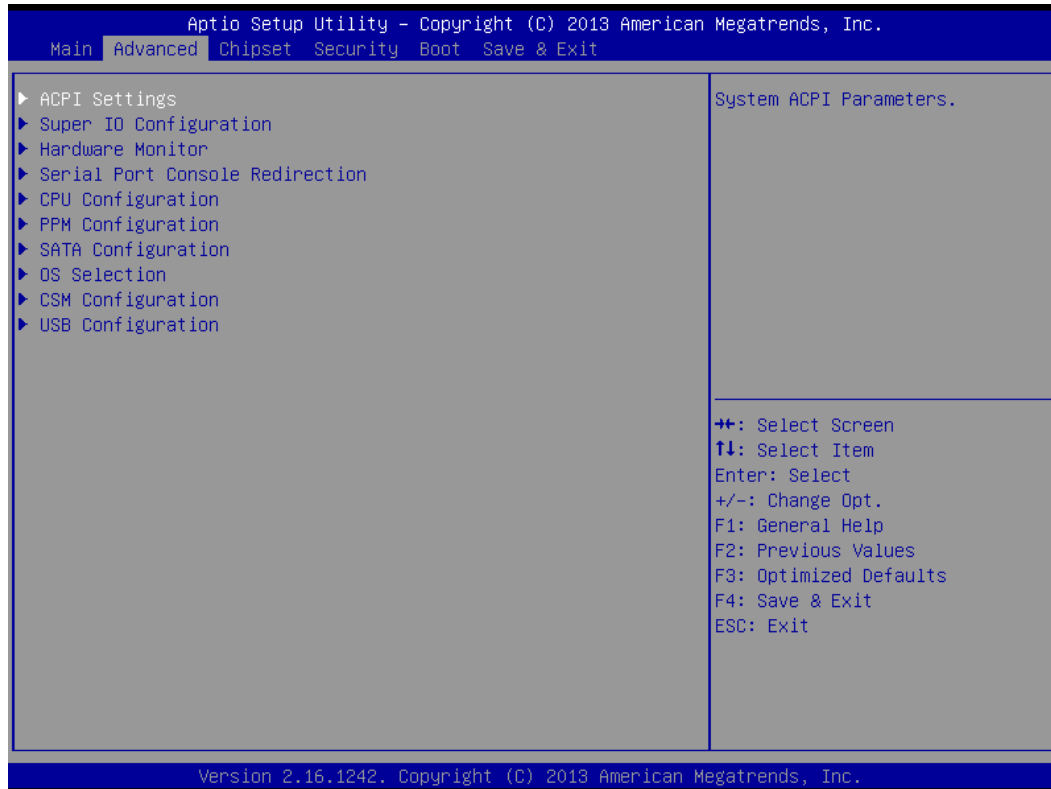 Aptio Setup Utility – Copyright (C) 2013 American Megatrends, Inc.
Main Advanced Chipset Security Boot Save & Exit
▶ ACPI Settings
▶ Super IO Configuration
▶ Hardware Monitor
▶ Serial Port Console Redirection
▶ CPU Configuration
▶ PPM Configuration
▶ SATA Configuration
▶ OS Selection
▶ CSM Configuration
▶ USB Configuration
System ACPI Parameters.
→←: Select Screen
↑↓: Select Item
Enter: Select
+/-: Change Opt.
F1: General Help
F2: Previous Values
F3: Optimized Defaults
F4: Save & Exit
ESC: Exit
Version 2.16.1242. Copyright (C) 2013 American Megatrends, Inc.